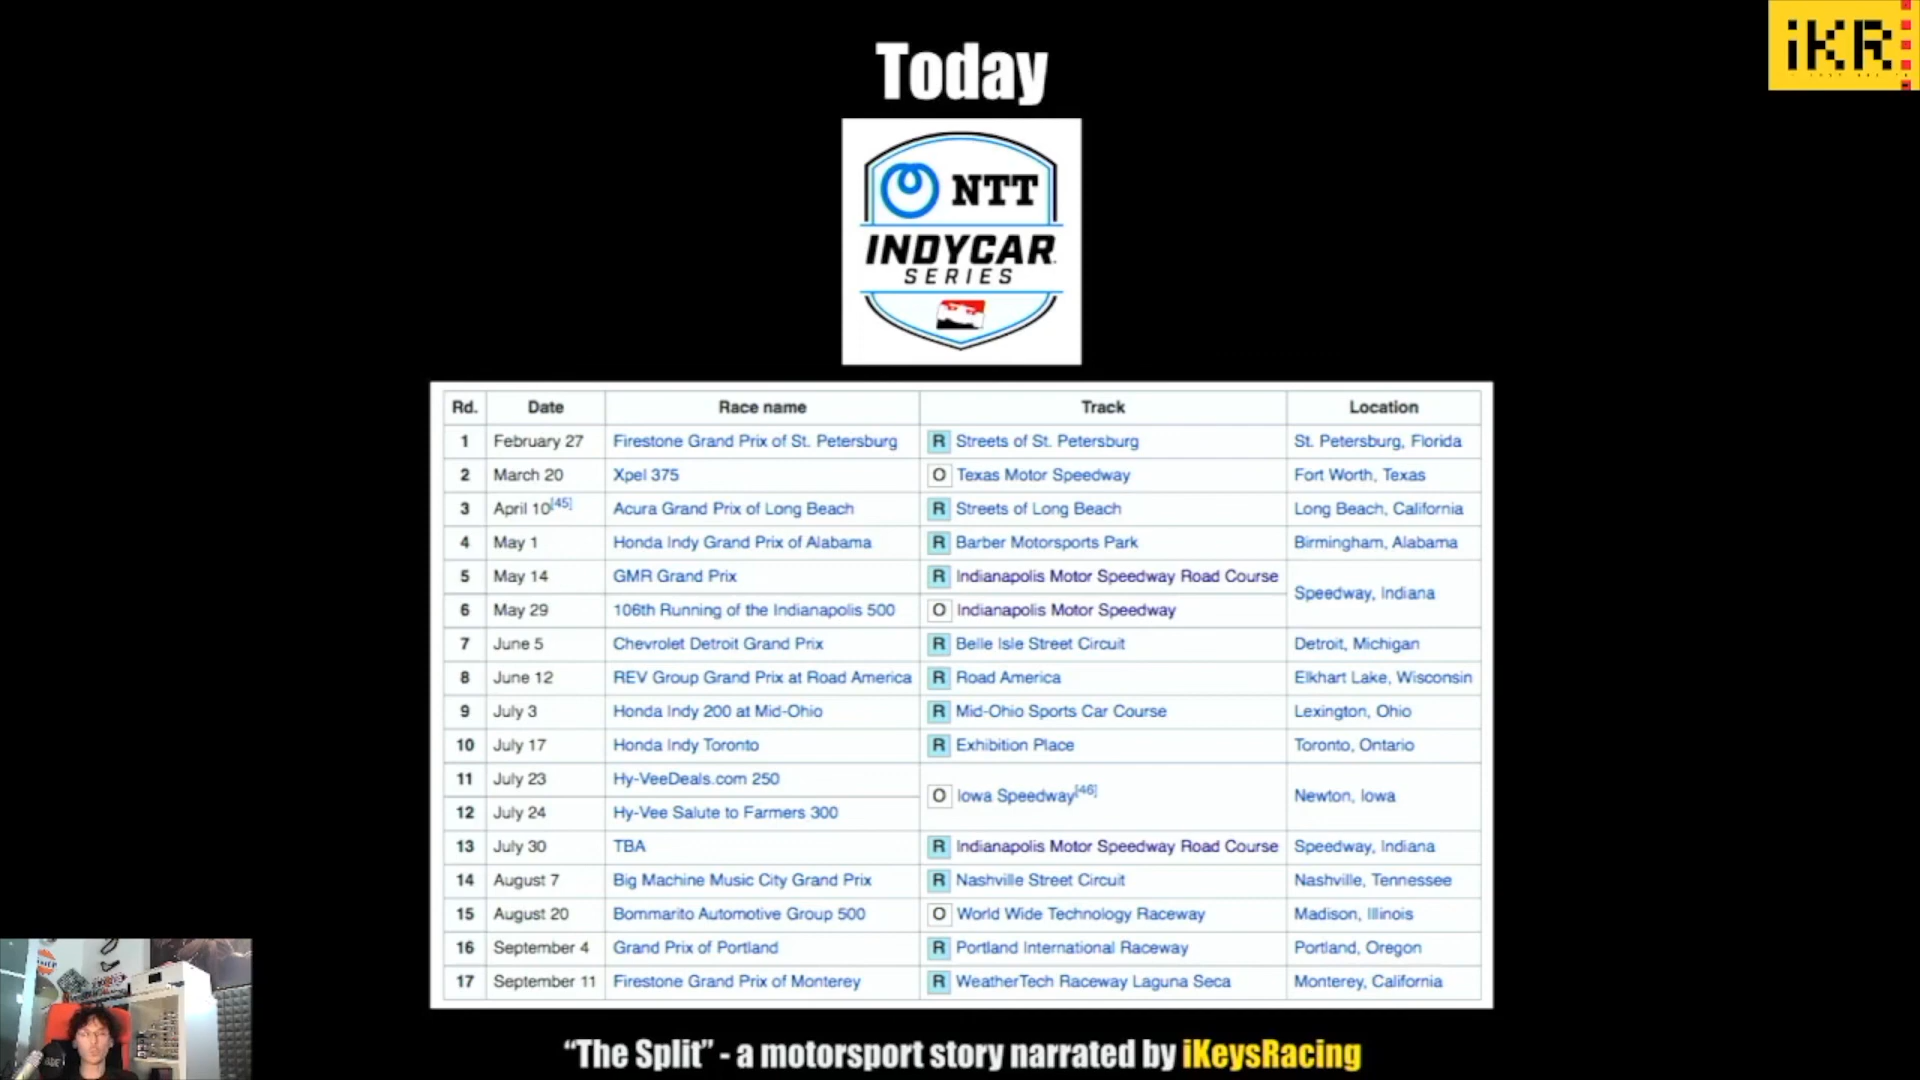 Today
iKR
NTT
INDYCAR
SERIES
Rd. Date Race name Track Location
1 February 27 Firestone Grand Prix of St. Petersburg R Streets of St. Petersburg St. Petersburg, Florida
2 March 20 Xpel 375 O Texas Motor Speedway Fort Worth, Texas
3 April 10[45] Acura Grand Prix of Long Beach R Streets of Long Beach Long Beach, California
4 May 1 Honda Indy Grand Prix of Alabama R Barber Motorsports Park Birmingham, Alabama
5 May 14 GMR Grand Prix R Indianapolis Motor Speedway Road Course Speedway, Indiana
6 May 29 106th Running of the Indianapolis 500 O Indianapolis Motor Speedway
7 June 5 Chevrolet Detroit Grand Prix R Belle Isle Street Circuit Detroit, Michigan
8 June 12 REV Group Grand Prix at Road America R Road America Elkhart Lake, Wisconsin
9 July 3 Honda Indy 200 at Mid-Ohio R Mid-Ohio Sports Car Course Lexington, Ohio
10 July 17 Honda Indy Toronto R Exhibition Place Toronto, Ontario
11 July 23 Hy-VeeDeals.com 250 O Iowa Speedway[46] Newton, Iowa
12 July 24 Hy-Vee Salute to Farmers 300
13 July 30 TBA R Indianapolis Motor Speedway Road Course Speedway, Indiana
14 August 7 Big Machine Music City Grand Prix R Nashville Street Circuit Nashville, Tennessee
15 August 20 Bommarito Automotive Group 500 O World Wide Technology Raceway Madison, Illinois
16 September 4 Grand Prix of Portland R Portland International Raceway Portland, Oregon
17 September 11 Firestone Grand Prix of Monterey R WeatherTech Raceway Laguna Seca Monterey, California
“The Split” - a motorsport story narrated by iKeysRacing